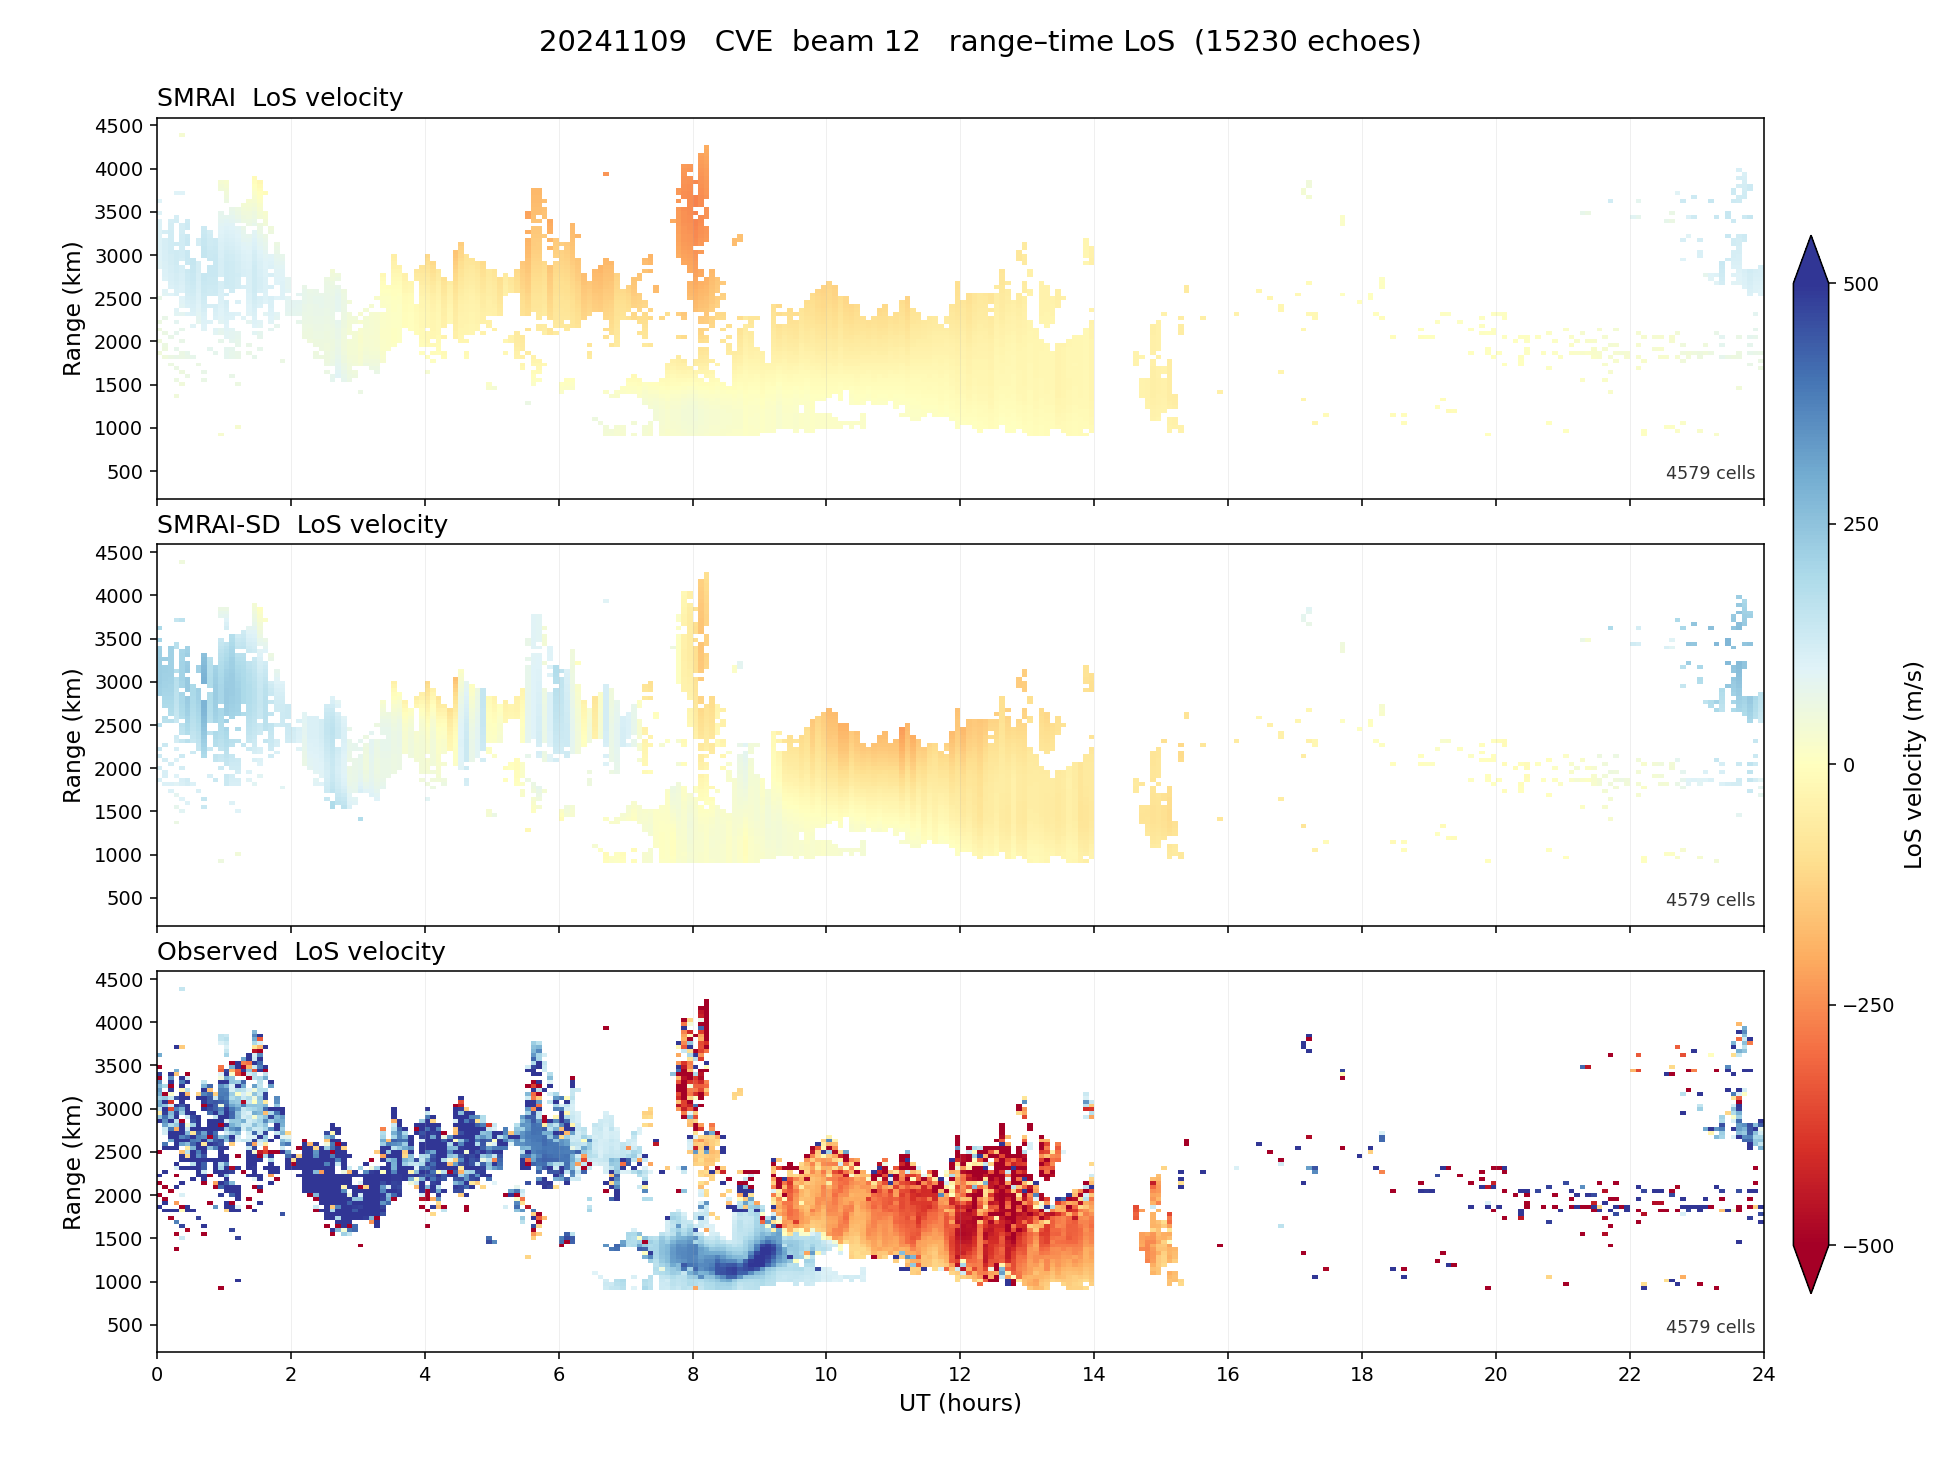 20241109   CVE  beam 12   range–time LoS  (15230 echoes)
SMRAI  LoS velocity
4500
4000
3500
3000
2500
2000
1500
1000
500
Range (km)
4579 cells
SMRAI-SD  LoS velocity
4500
4000
3500
3000
2500
2000
1500
1000
500
Range (km)
4579 cells
Observed  LoS velocity
4500
4000
3500
3000
2500
2000
1500
1000
500
Range (km)
4579 cells
0 2 4 6 8 10 12 14 16 18 20 22 24
UT (hours)
500
250
0
−250
−500
LoS velocity (m/s)